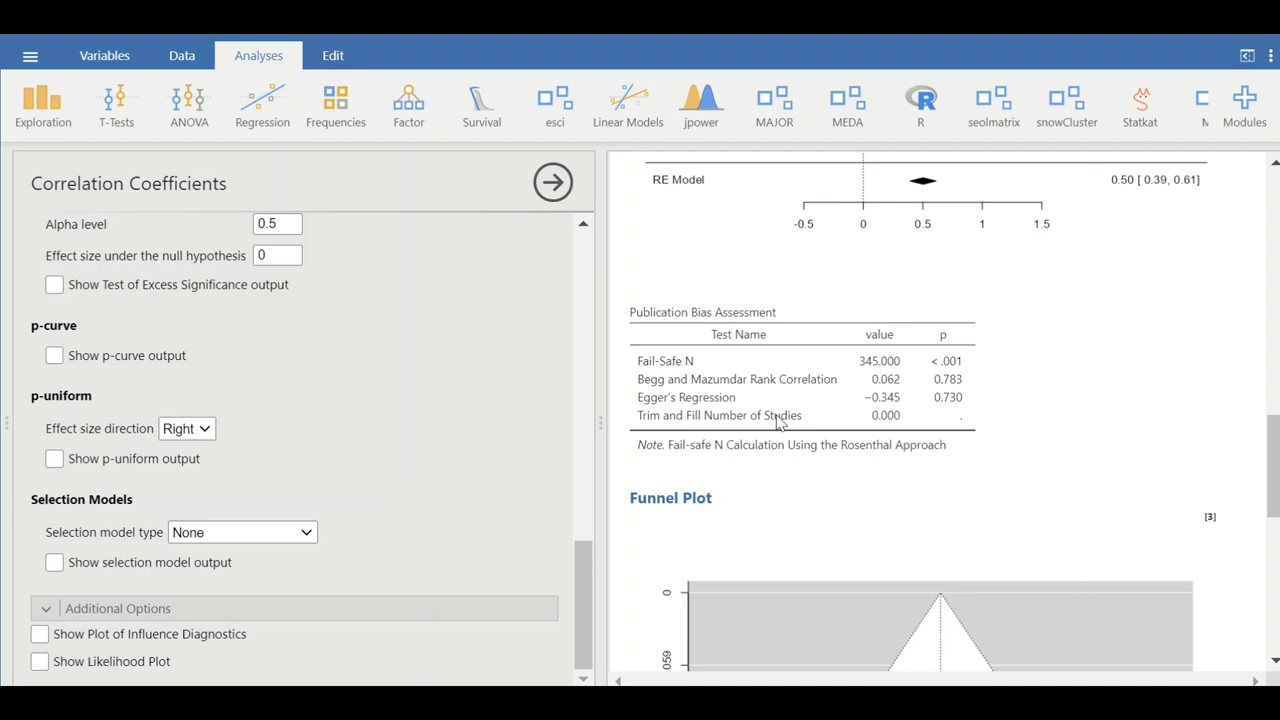 Variables Data Analyses Edit
Exploration T-Tests ANOVA Regression Frequencies Factor Survival esci Linear Models jpower MAJOR MEDA R seolmatrix snowCluster Statkat M Modules
Correlation Coefficients
Alpha level 0.5
Effect size under the null hypothesis 0
Show Test of Excess Significance output
p-curve
Show p-curve output
p-uniform
Effect size direction Right
Show p-uniform output
Selection Models
Selection model type None
Show selection model output
Additional Options
Show Plot of Influence Diagnostics
Show Likelihood Plot
RE Model 0.50 [ 0.39, 0.61]
-0.5 0 0.5 1 1.5
Publication Bias Assessment
Test Name value p
Fail-Safe N 345.000 < .001
Begg and Mazumdar Rank Correlation 0.062 0.783
Egger's Regression −0.345 0.730
Trim and Fill Number of Studies 0.000 .
Note. Fail-safe N Calculation Using the Rosenthal Approach
Funnel Plot
[3]
0
059